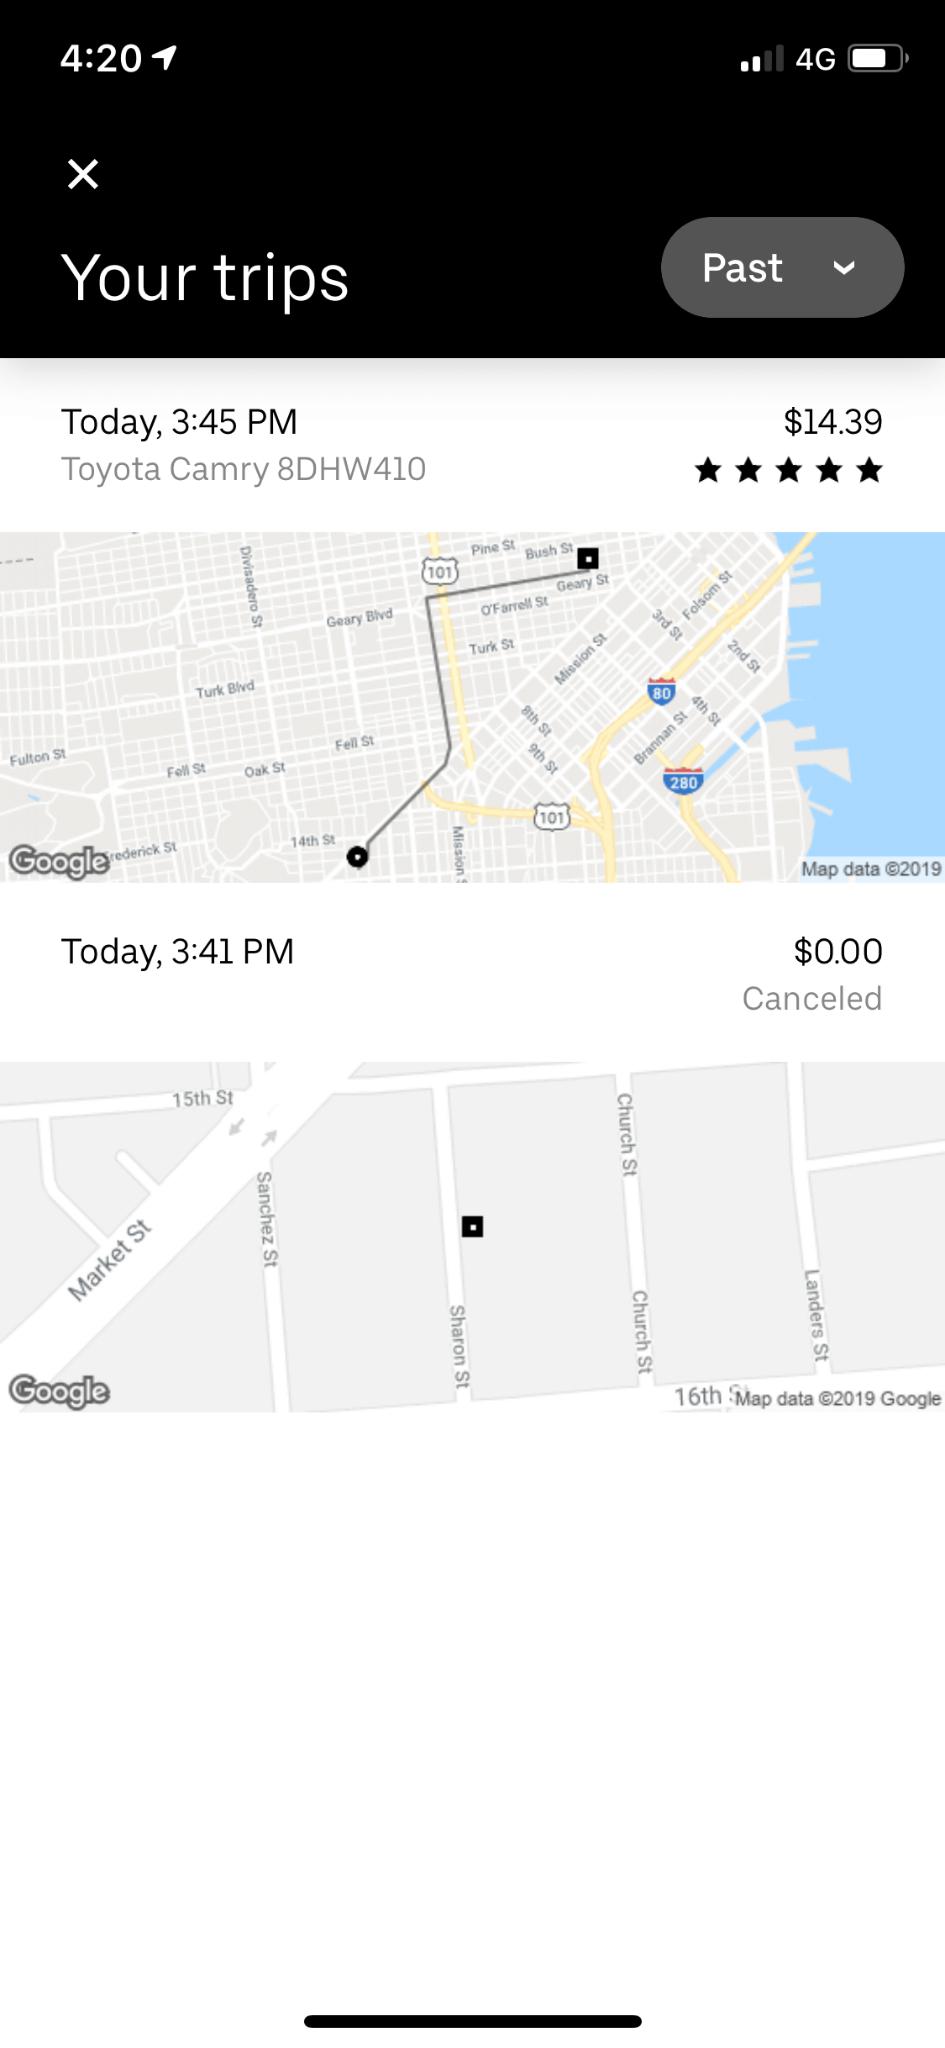 4:20
4G
Your trips
Past
Today, 3:45 PM
$14.39
Toyota Camry 8DHW410
Divisadero St
101
Pine St
Bush St
Geary St
Geary Blvd
O'Farrell St
Folsom St
3rd St
Turk St
Mission St
2nd St
Turk Blvd
80
4th St
8th St
Brannan St
Fell St
9th St
Fulton St
Fell St
Oak St
280
101
14th St
Mission S
Google
rederick St
Map data ©2019
Today, 3:41 PM
$0.00
Canceled
15th St
Church St
Sanchez St
Market St
Church St
Landers St
Sharon St
Google
16th S
Map data ©2019 Google